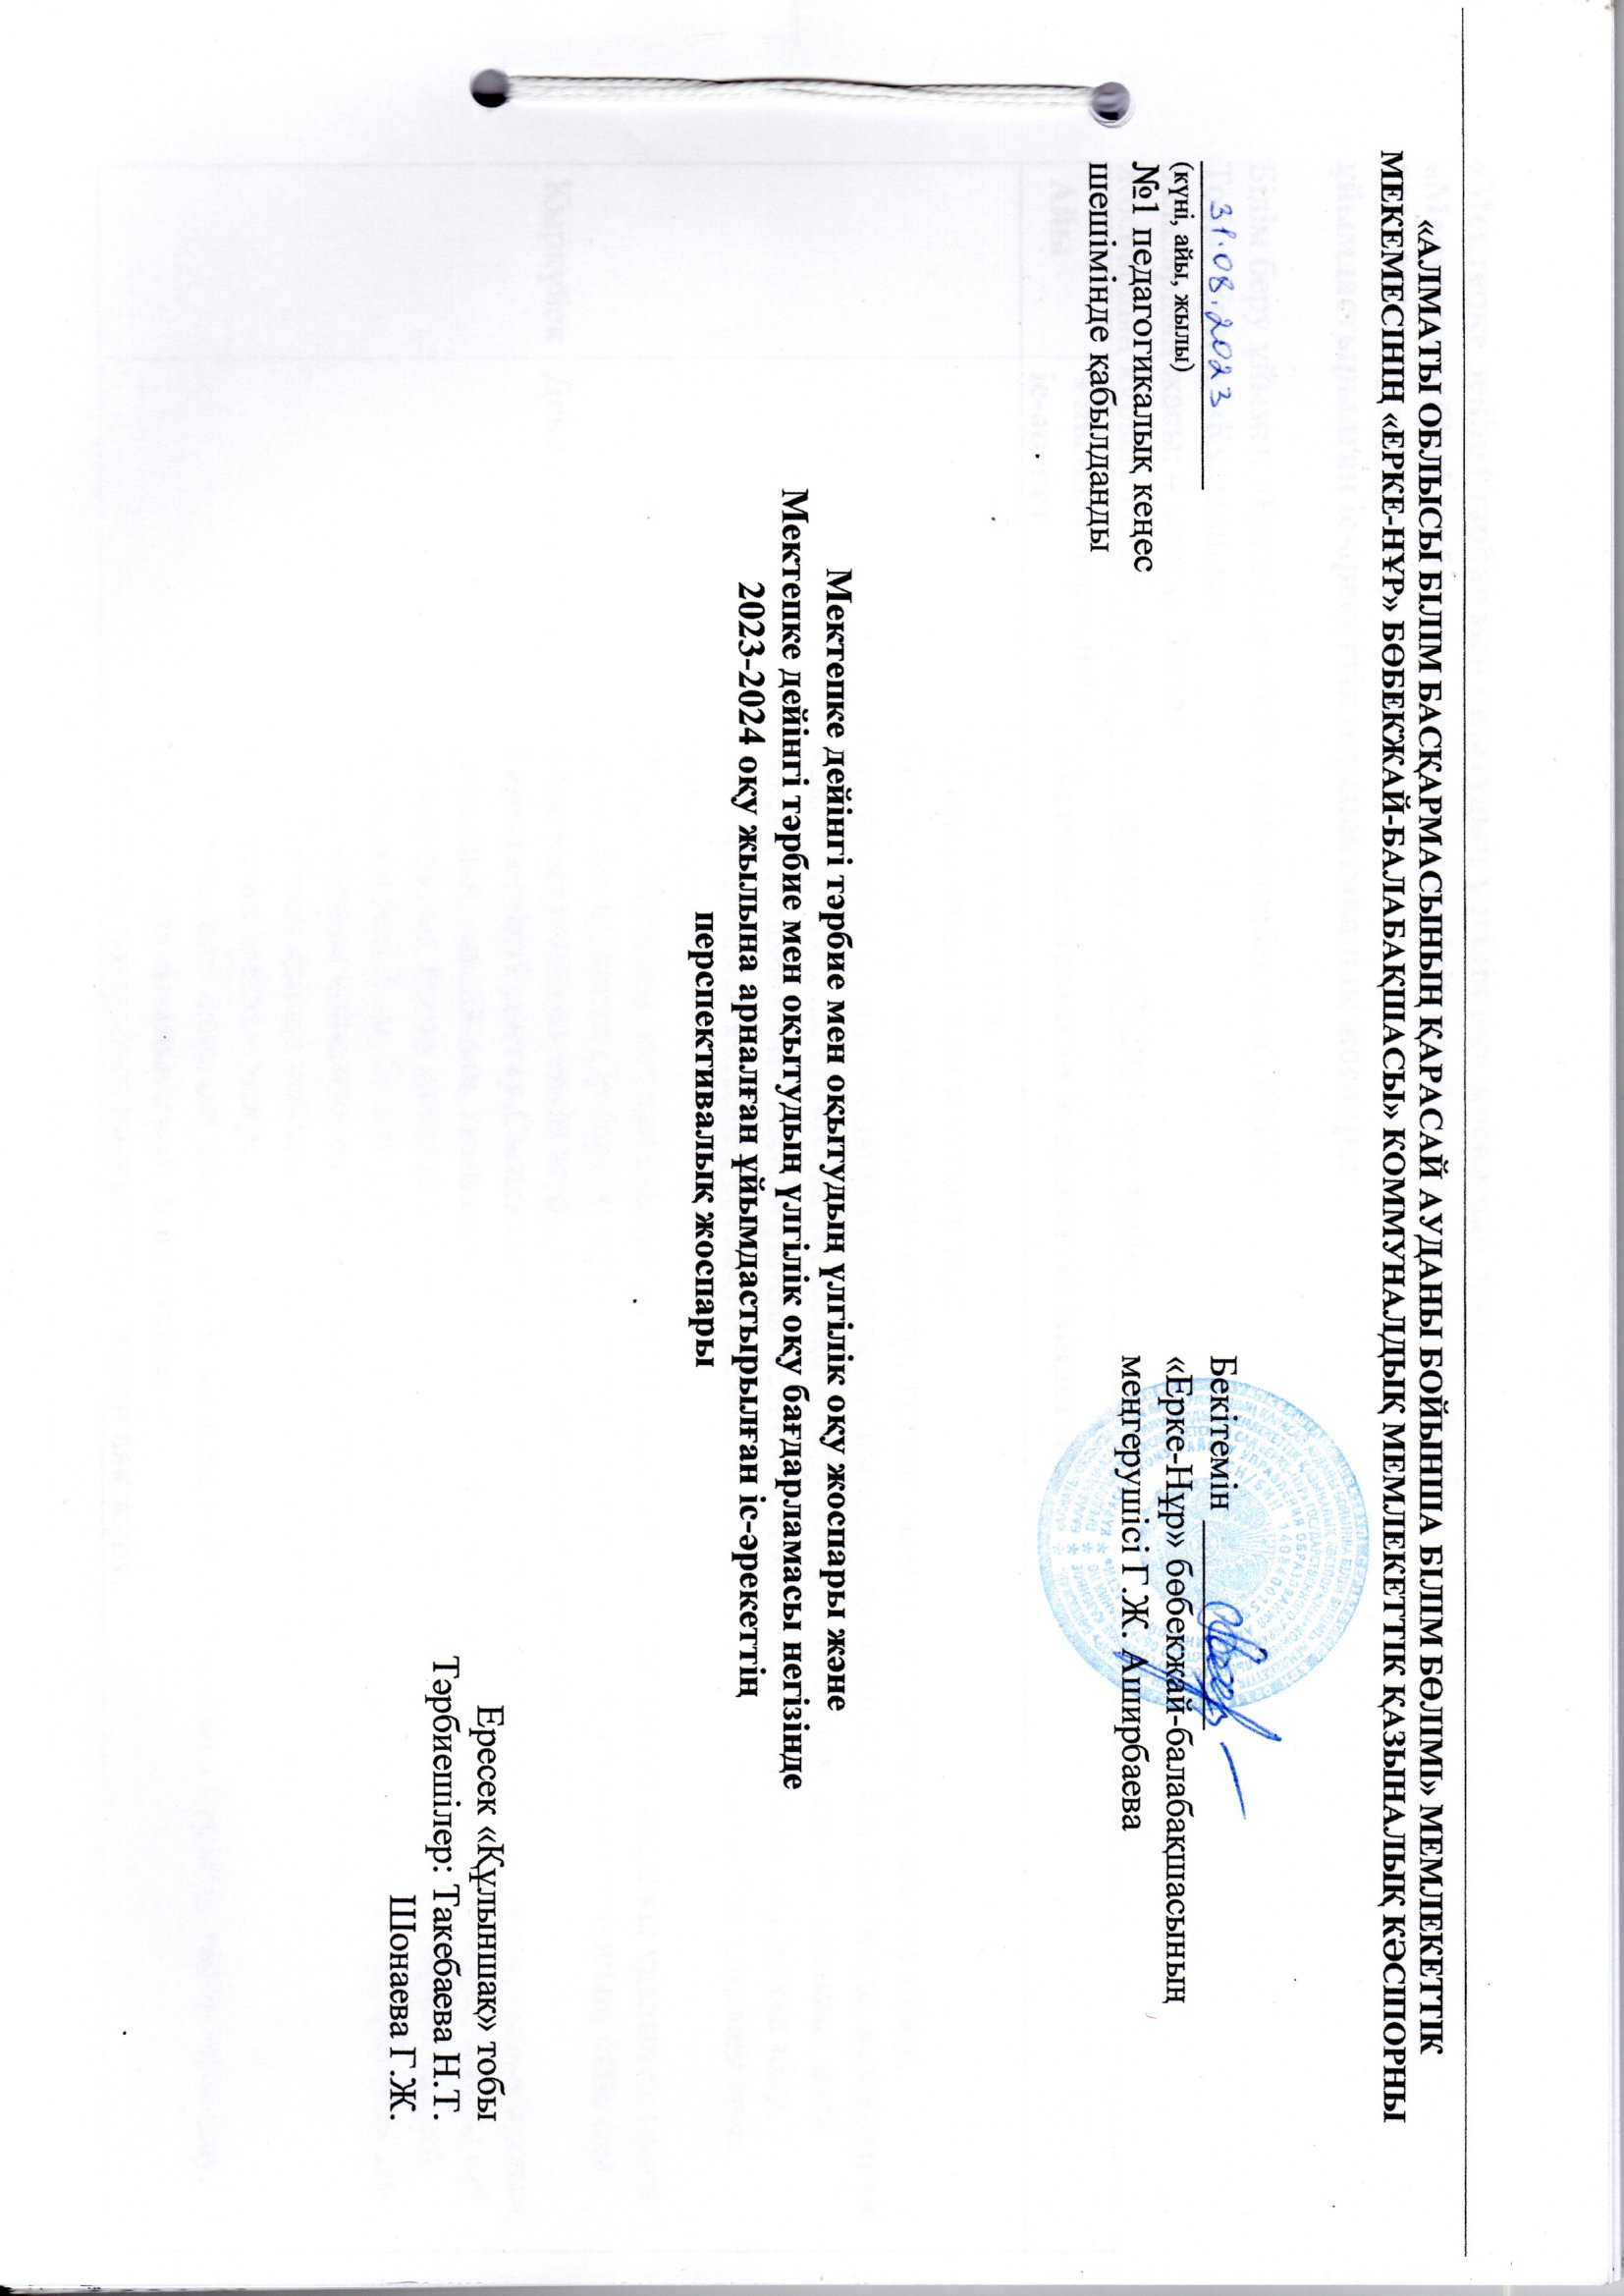 «АЛМАТЫ ОБЛЫСЫ БІЛІМ БАСҚАРМАСЫНЫҢ ҚАРАСАЙ АУДАНЫ БОЙЫНША БІЛІМ БӨЛІМІ» МЕМЛЕКЕТТІК
МЕКЕМЕСІНІҢ «ЕРКЕ-НҰР» БӨБЕКЖАЙ-БАЛАБАҚШАСЫ» КОММУНАЛДЫҚ МЕМЛЕКЕТТІК ҚАЗЫНАЛЫҚ КӘСПОРНЫ
31.08.2023
(күні, айы, жылы)
№1 педагогикалық кеңес
шешімінде қабылданды
Бекітемін
«Ерке-Нұр» бөбекжай-балабақшасының
меңгерушісі Г.Ж. Апирбаева
Мектепке дейінгі тәрбие мен оқытудың үлгілік оқу жоспары және
Мектепке дейінгі тәрбие мен оқытудың үлгілік оқу бағдарламасы негізінде
2023-2024 оқу жылына арналған ұйымдастырылған іс-әрекеттің
перспективалық жоспары
Ересек «Құлыншақ» тобы
Тәрбиешілер: Такебаева Н.Т.
Шонаева Г.Ж.